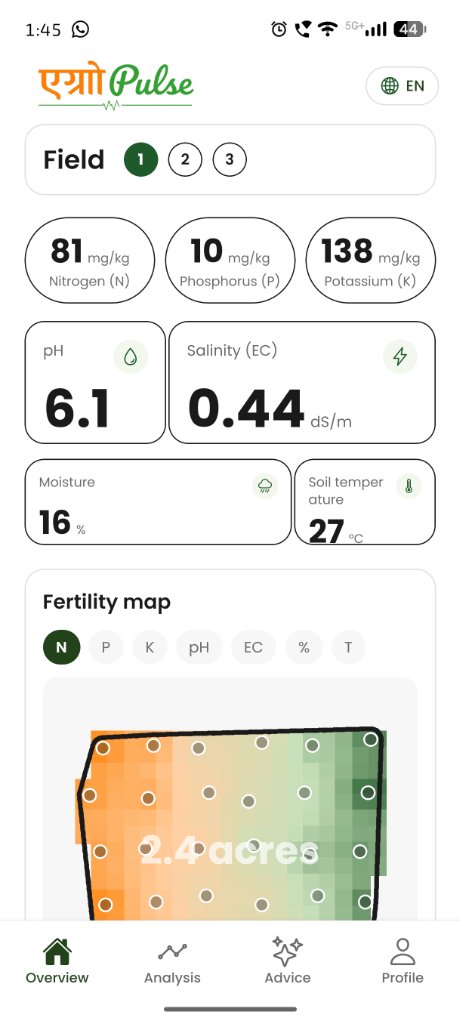 1:45 5G+ 44
एग्रो Pulse
EN
Field 1 2 3
81 mg/kg 10 mg/kg 138 mg/kg
Nitrogen (N) Phosphorus (P) Potassium (K)
pH Salinity (EC)
6.1 0.44 dS/m
Moisture Soil temper
ature
16 % 27 °C
Fertility map
N P K pH EC % T
2.4 acres
Overview Analysis Advice Profile